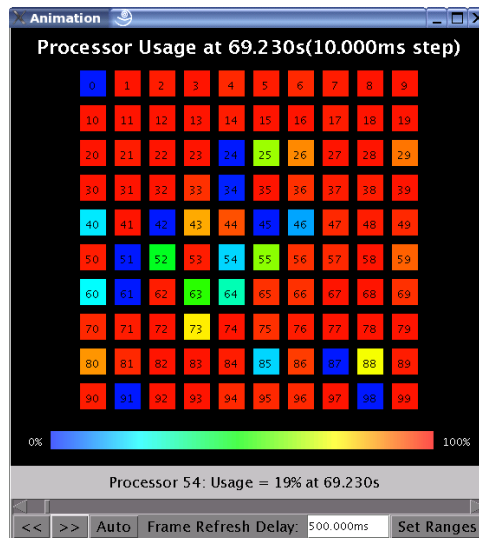 Animation
Processor Usage at 69.230s(10.000ms step)
0 1 2 3 4 5 6 7 8 9
10 11 12 13 14 15 16 17 18 19
20 21 22 23 24 25 26 27 28 29
30 31 32 33 34 35 36 37 38 39
40 41 42 43 44 45 46 47 48 49
50 51 52 53 54 55 56 57 58 59
60 61 62 63 64 65 66 67 68 69
70 71 72 73 74 75 76 77 78 79
80 81 82 83 84 85 86 87 88 89
90 91 92 93 94 95 96 97 98 99
0% 100%
Processor 54: Usage = 19% at 69.230s
<< >> Auto Frame Refresh Delay: 500.000ms Set Ranges